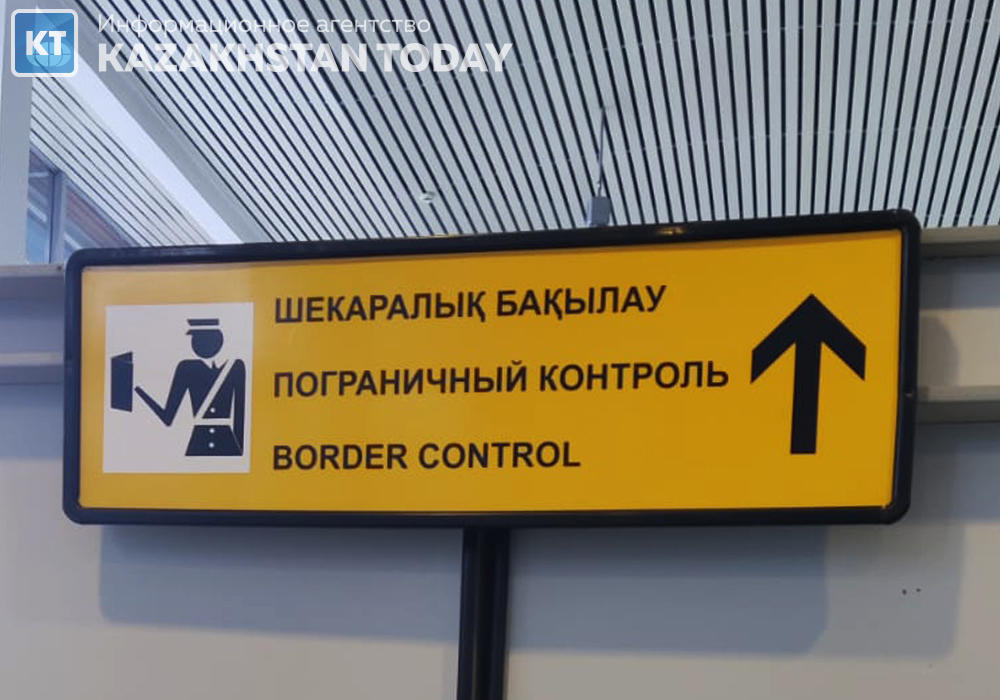 KT
Информационное агентство
KAZAKHSTAN TODAY
ШЕКАРАЛЫҚ БАҚЫЛАУ
ПОГРАНИЧНЫЙ КОНТРОЛЬ
BORDER CONTROL